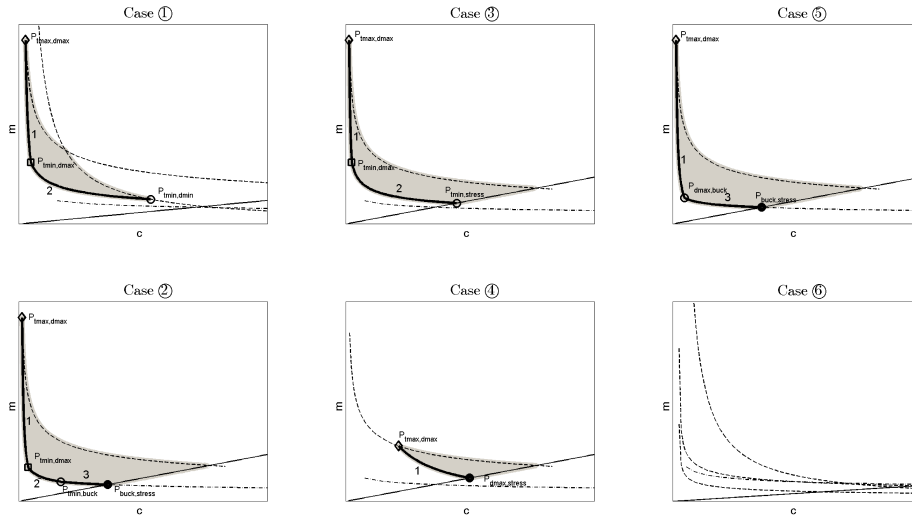 Case ①
P_tmax,dmax
1
P_tmin,dmax
2
P_tmin,dmin
m
c
Case ③
P_tmax,dmax
1
P_tmin,dmax
2
P_tmin,stress
m
c
Case ⑤
P_tmax,dmax
1
P_dmax,buck
3
P_buck,stress
m
c
Case ②
P_tmax,dmax
1
P_tmin,dmax
2
3
P_tmin,buck
P_buck,stress
m
c
Case ④
P_tmax,dmax
1
P_dmax,stress
m
c
Case ⑥
m
c